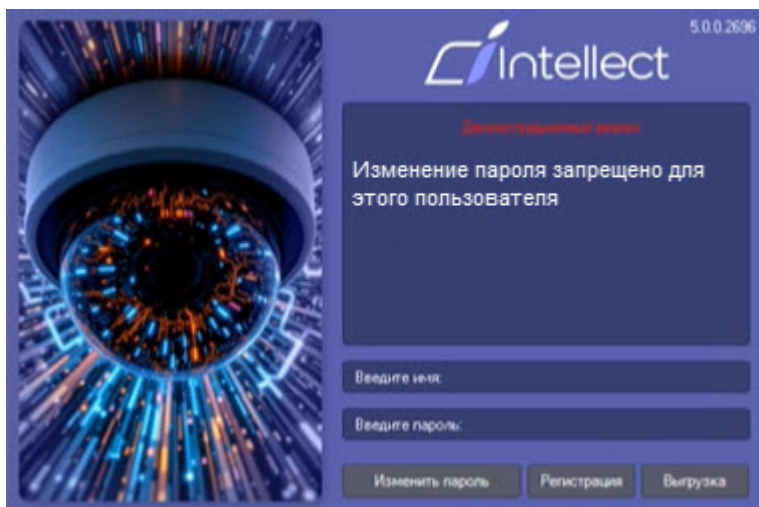 5.0.0.2696
Intellect
Демонстрационный режим
Изменение пароля запрещено для
этого пользователя
Введите имя:
Введите пароль:
Изменить пароль
Регистрация
Выгрузка